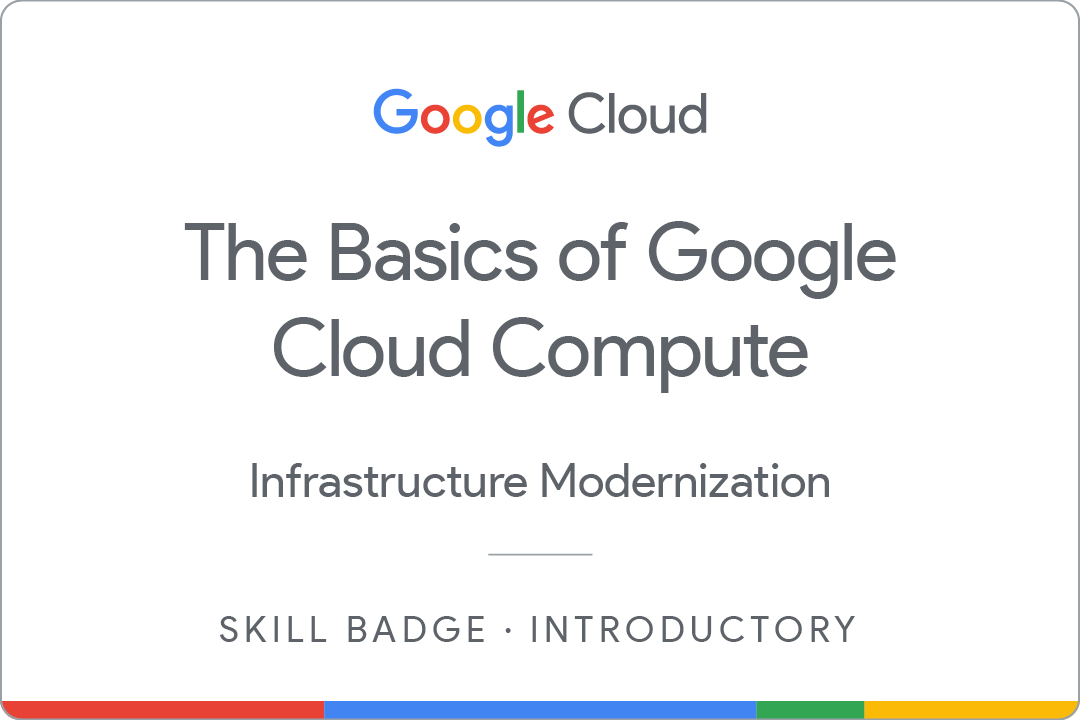 Google Cloud
The Basics of Google
Cloud Compute
Infrastructure Modernization
SKILL BADGE · INTRODUCTORY